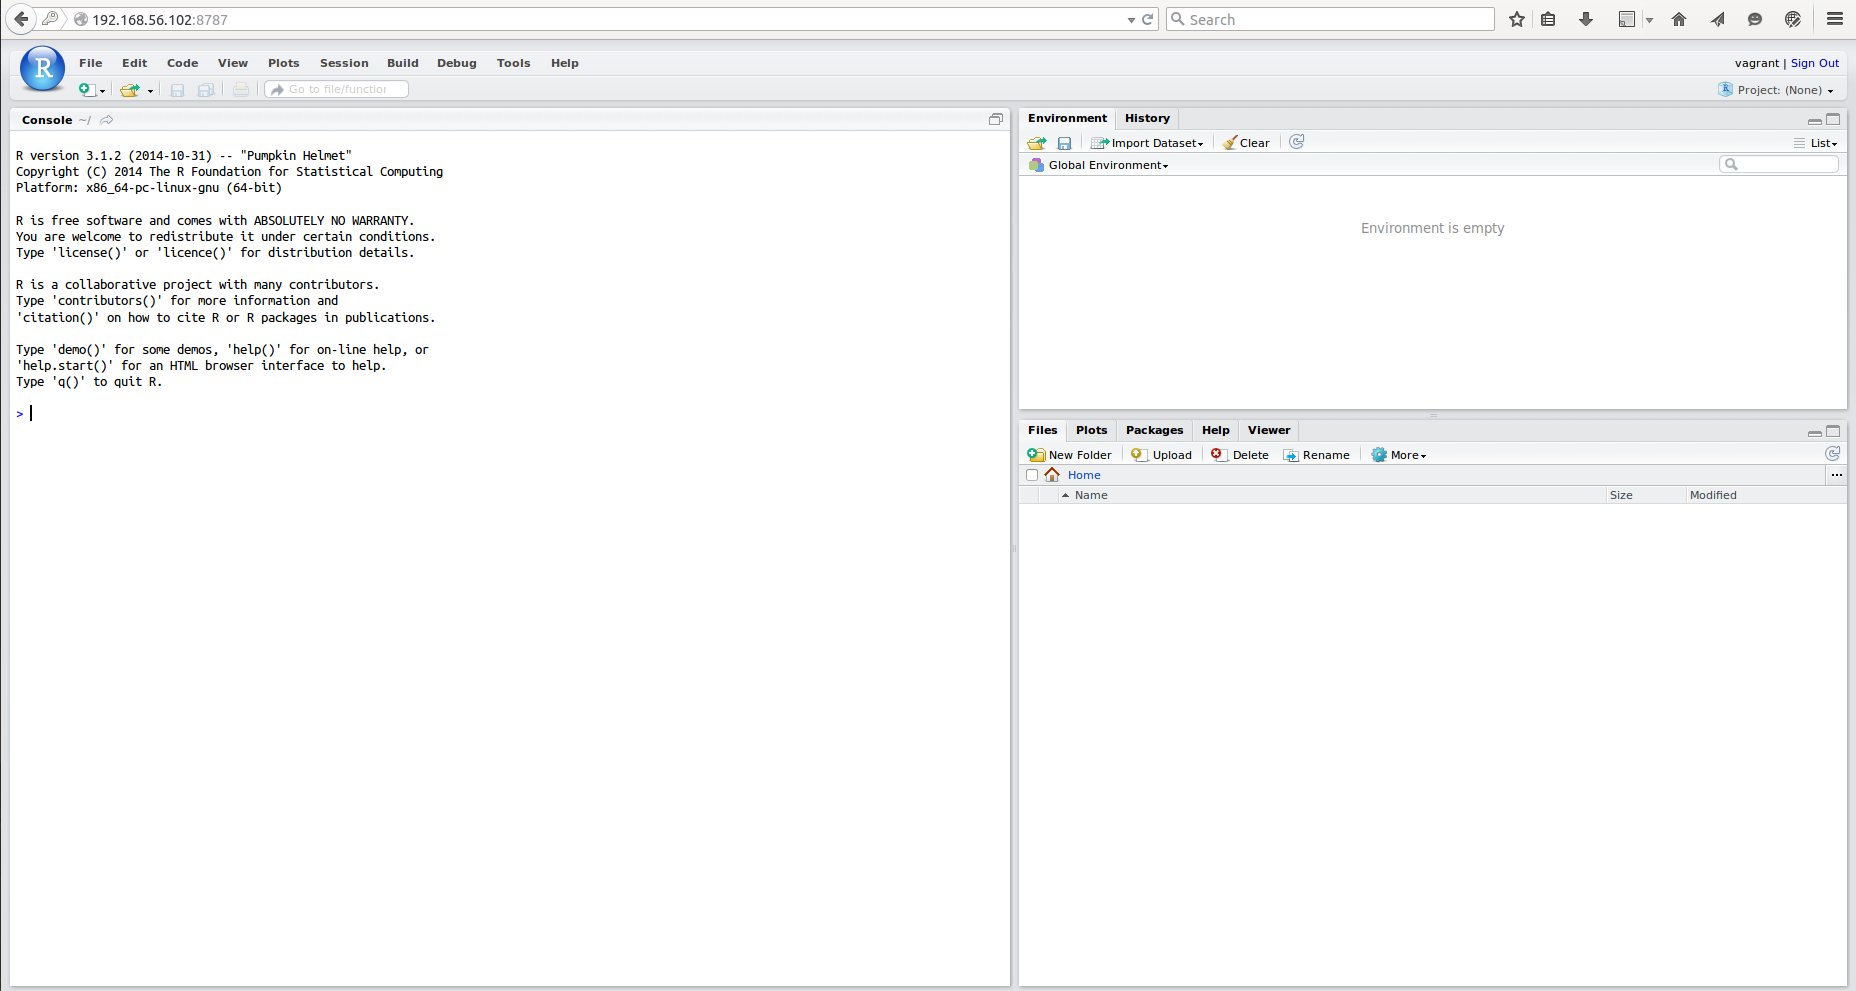 192.168.56.102:8787
Search
R
File Edit Code View Plots Session Build Debug Tools Help
vagrant | Sign Out
Go to file/function
Project: (None)
Console ~/
R version 3.1.2 (2014-10-31) -- "Pumpkin Helmet"
Copyright (C) 2014 The R Foundation for Statistical Computing
Platform: x86_64-pc-linux-gnu (64-bit)
R is free software and comes with ABSOLUTELY NO WARRANTY.
You are welcome to redistribute it under certain conditions.
Type 'license()' or 'licence()' for distribution details.
R is a collaborative project with many contributors.
Type 'contributors()' for more information and
'citation()' on how to cite R or R packages in publications.
Type 'demo()' for some demos, 'help()' for on-line help, or
'help.start()' for an HTML browser interface to help.
Type 'q()' to quit R.
>
Environment History
Import Dataset Clear List
Global Environment
Environment is empty
Files Plots Packages Help Viewer
New Folder Upload Delete Rename More
Home ...
Name Size Modified